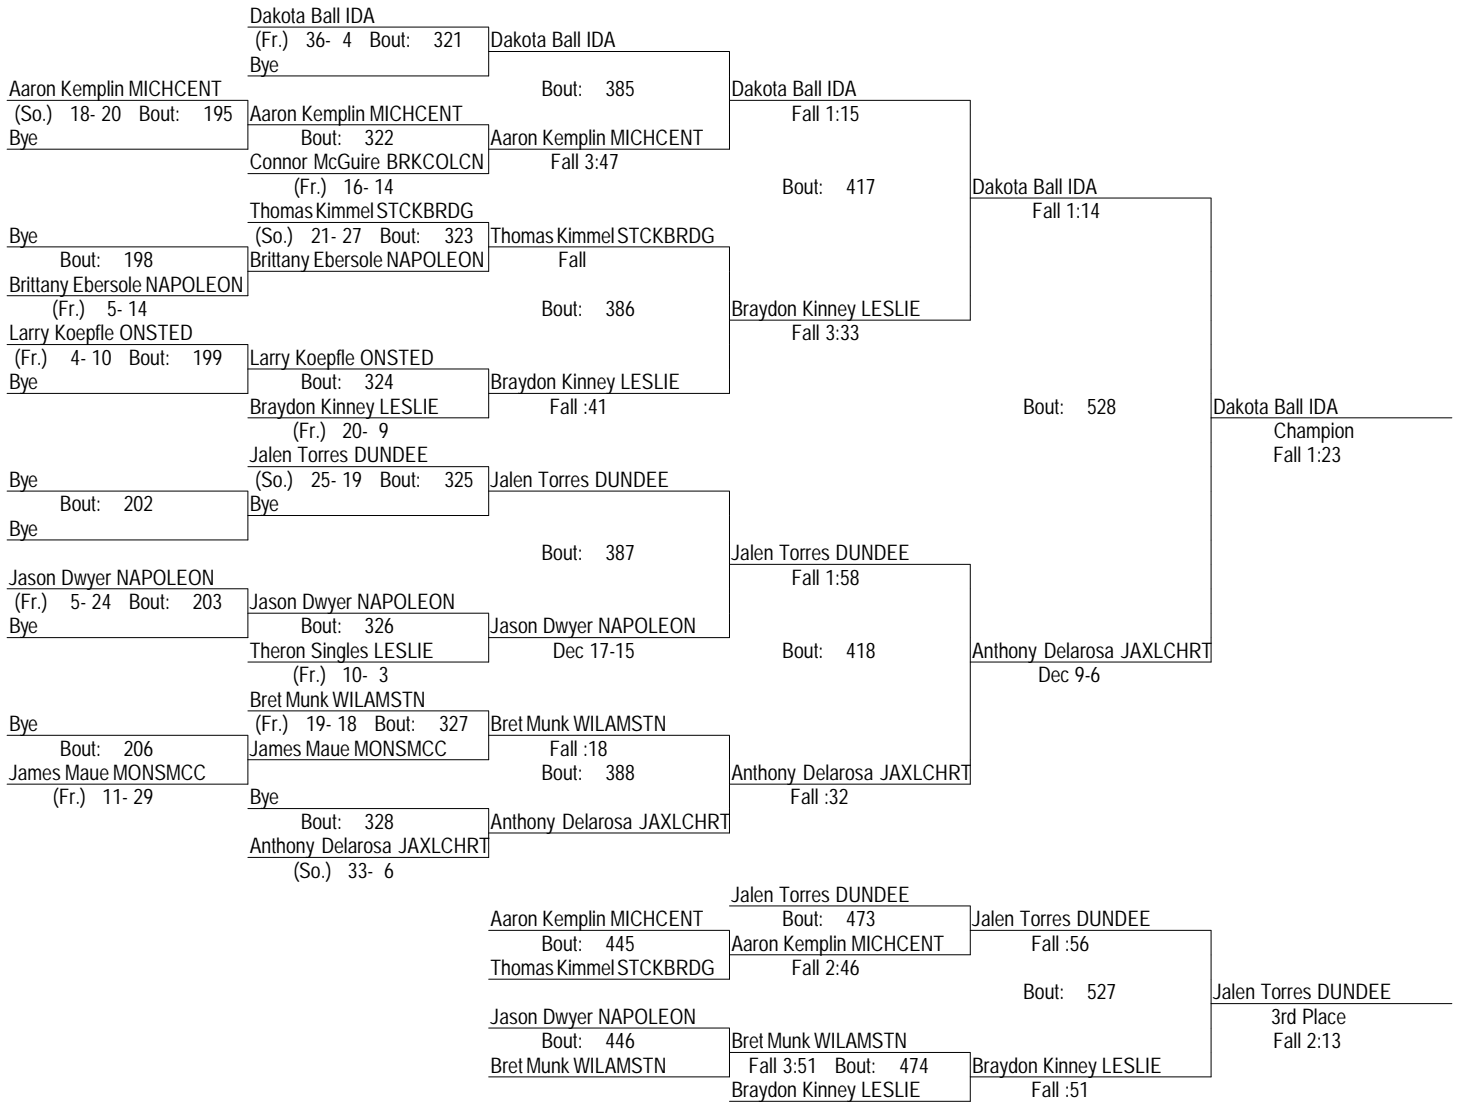 Dakota Ball IDA
(Fr.) 36- 4 Bout: 321 Dakota Ball IDA
Bye
Aaron Kemplin MICHCENT Bout: 385 Dakota Ball IDA
(So.) 18- 20 Bout: 195 Aaron Kemplin MICHCENT Fall 1:15
Bye Bout: 322 Aaron Kemplin MICHCENT
Connor McGuire BRKCOLCN Fall 3:47
(Fr.) 16- 14 Bout: 417 Dakota Ball IDA
Thomas Kimmel STCKBRDG Fall 1:14
Bye (So.) 21- 27 Bout: 323 Thomas Kimmel STCKBRDG
Bout: 198 Brittany Ebersole NAPOLEON Fall
Brittany Ebersole NAPOLEON
(Fr.) 5- 14 Bout: 386 Braydon Kinney LESLIE
Larry Koepfle ONSTED Fall 3:33
(Fr.) 4- 10 Bout: 199 Larry Koepfle ONSTED
Bye Bout: 324 Braydon Kinney LESLIE
Braydon Kinney LESLIE Fall :41 Bout: 528 Dakota Ball IDA
(Fr.) 20- 9 Champion
Jalen Torres DUNDEE Fall 1:23
Bye (So.) 25- 19 Bout: 325 Jalen Torres DUNDEE
Bout: 202 Bye
Bye
Bout: 387 Jalen Torres DUNDEE
Jason Dwyer NAPOLEON Fall 1:58
(Fr.) 5- 24 Bout: 203 Jason Dwyer NAPOLEON
Bye Bout: 326 Jason Dwyer NAPOLEON
Theron Singles LESLIE Dec 17-15 Bout: 418 Anthony Delarosa JAXLCHRT
(Fr.) 10- 3 Dec 9-6
Bret Munk WILAMSTN
Bye (Fr.) 19- 18 Bout: 327 Bret Munk WILAMSTN
Bout: 206 James Maue MONSMCC Fall :18
James Maue MONSMCC Bout: 388 Anthony Delarosa JAXLCHRT
(Fr.) 11- 29 Bye Fall :32
Bout: 328 Anthony Delarosa JAXLCHRT
Anthony Delarosa JAXLCHRT
(So.) 33- 6
Jalen Torres DUNDEE
Aaron Kemplin MICHCENT Bout: 473 Jalen Torres DUNDEE
Bout: 445 Aaron Kemplin MICHCENT Fall :56
Thomas Kimmel STCKBRDG Fall 2:46
Bout: 527 Jalen Torres DUNDEE
Jason Dwyer NAPOLEON 3rd Place
Bout: 446 Bret Munk WILAMSTN Fall 2:13
Bret Munk WILAMSTN Fall 3:51 Bout: 474 Braydon Kinney LESLIE
Braydon Kinney LESLIE Fall :51